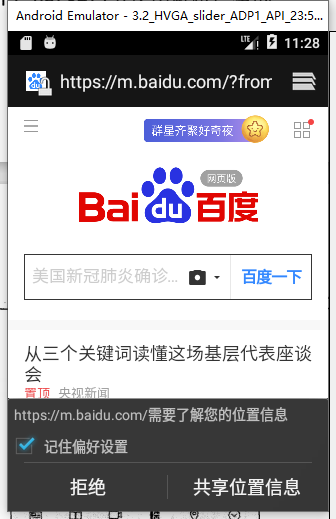 Android Emulator - 3.2_HVGA_slider_ADP1_API_23:5...
LTE
11:28
https://m.baidu.com/?from
群星齐聚好奇夜
网页版
Bai du 百度
美国新冠肺炎确诊...
百度一下
从三个关键词读懂这场基层代表座谈
会
置顶 央视新闻
https://m.baidu.com/需要了解您的位置信息
记住偏好设置
拒绝
共享位置信息